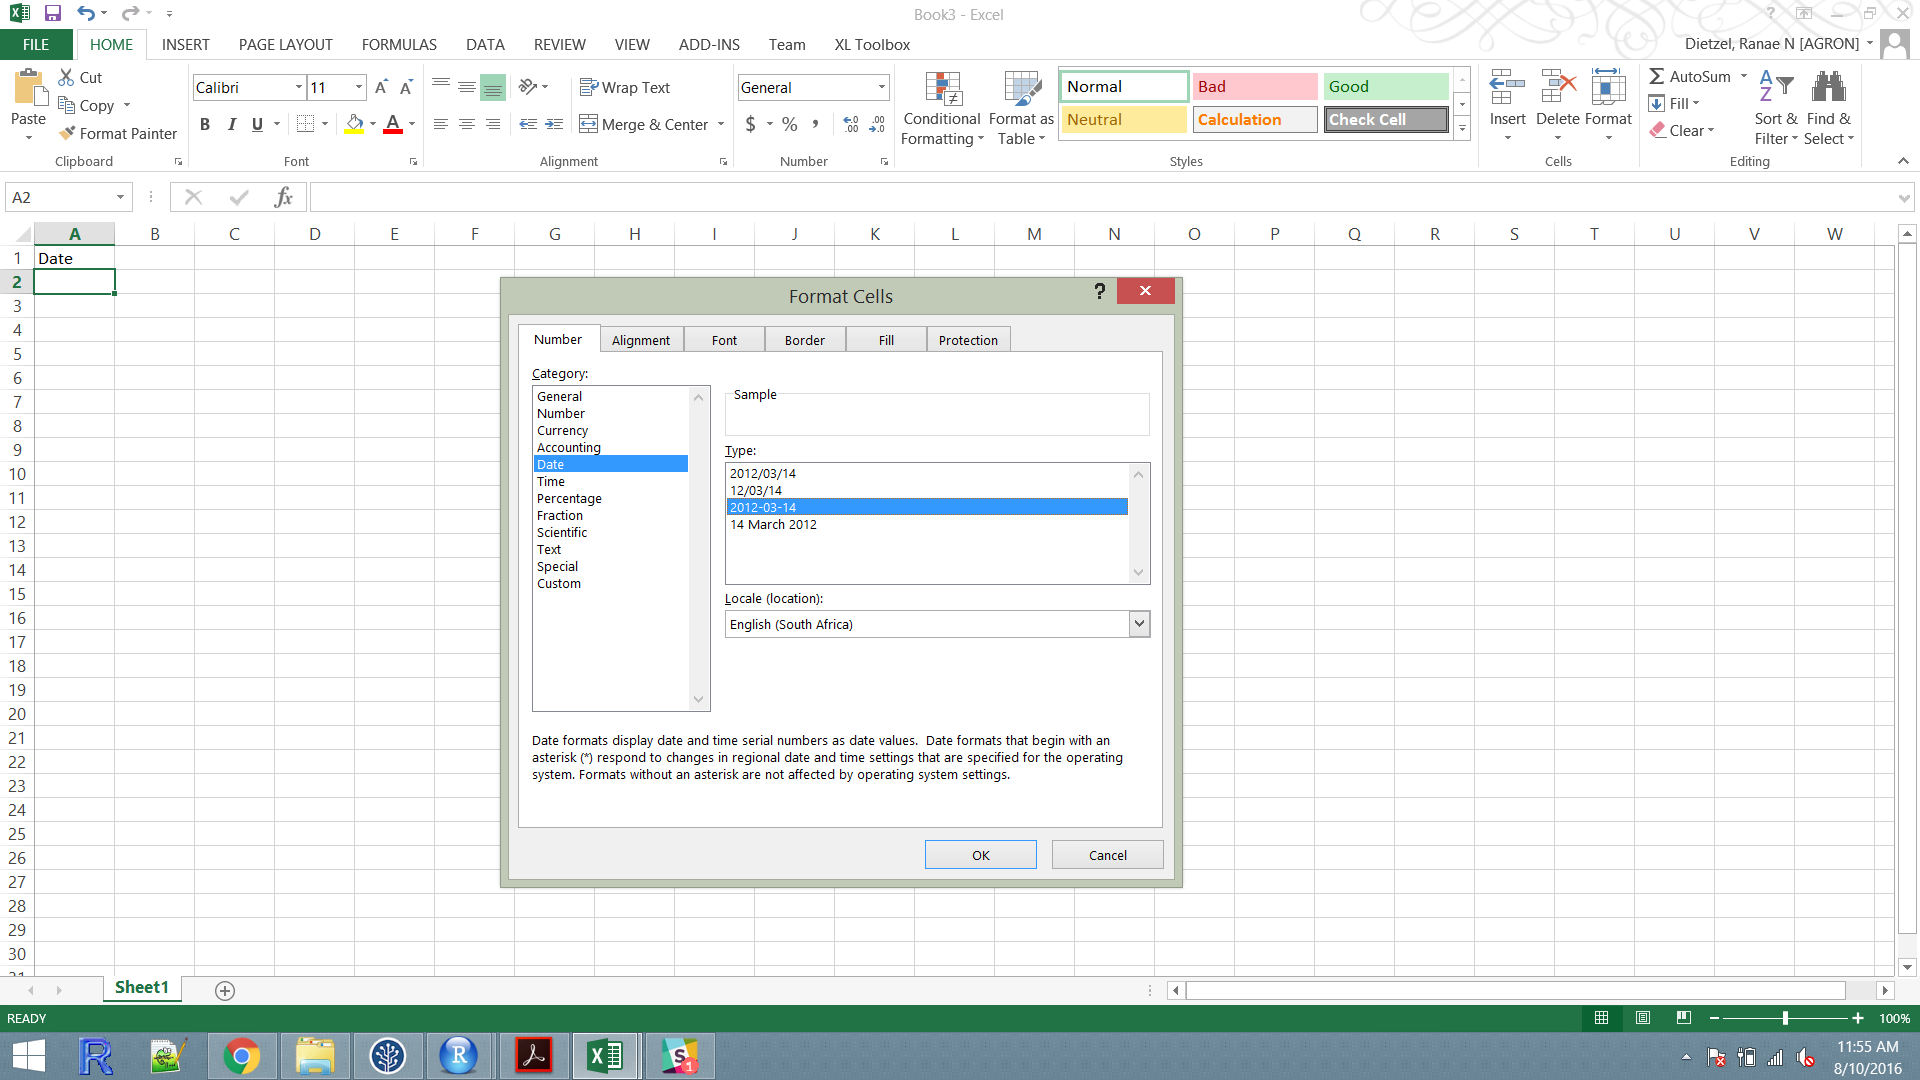 Book3 - Excel
?
FILE HOME INSERT PAGE LAYOUT FORMULAS DATA REVIEW VIEW ADD-INS Team XL Toolbox Dietzel, Ranae N [AGRON]
Paste
Cut
Copy
Format Painter
Clipboard
Calibri 11
B I U
Font
Wrap Text
Merge & Center
Alignment
General
$ % ,
Number
Conditional Formatting
Format as Table
Normal Bad Good
Neutral Calculation Check Cell
Styles
Insert Delete Format
Cells
AutoSum
Fill
Clear
Sort & Filter
Find & Select
Editing
A2 fx
A B C D E F G H I J K L M N O P Q R S T U V W
1 Date
2
3
4
5
6
7
8
9
10
11
12
13
14
15
16
17
18
19
20
21
22
23
24
25
26
27
28
29
30
31
Format Cells ?
Number Alignment Font Border Fill Protection
Category:
General
Number
Currency
Accounting
Date
Time
Percentage
Fraction
Scientific
Text
Special
Custom
Sample
Type:
2012/03/14
12/03/14
2012-03-14
14 March 2012
Locale (location):
English (South Africa)
Date formats display date and time serial numbers as date values.  Date formats that begin with an
asterisk (*) respond to changes in regional date and time settings that are specified for the operating
system. Formats without an asterisk are not affected by operating system settings.
OK Cancel
Sheet1
READY 100%
11:55 AM
8/10/2016